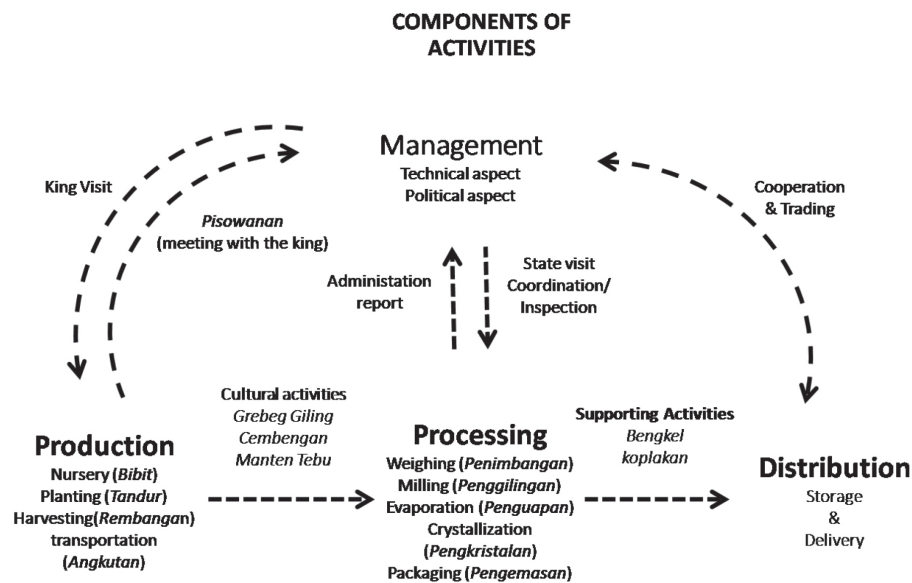 COMPONENTS OF
ACTIVITIES
Management
Technical aspect
Political aspect
King Visit
Pisowanan
(meeting with the king)
Administation
report
State visit
Coordination/
Inspection
Cooperation
& Trading
Cultural activities
Grebeg Giling
Cembengan
Manten Tebu
Supporting Activities
Bengkel
koplakan
Production
Nursery (Bibit)
Planting (Tandur)
Harvesting(Rembangan)
transportation
(Angkutan)
Processing
Weighing (Penimbangan)
Milling (Penggilingan)
Evaporation (Penguapan)
Crystallization
(Pengkristalan)
Packaging (Pengemasan)
Distribution
Storage
&
Delivery